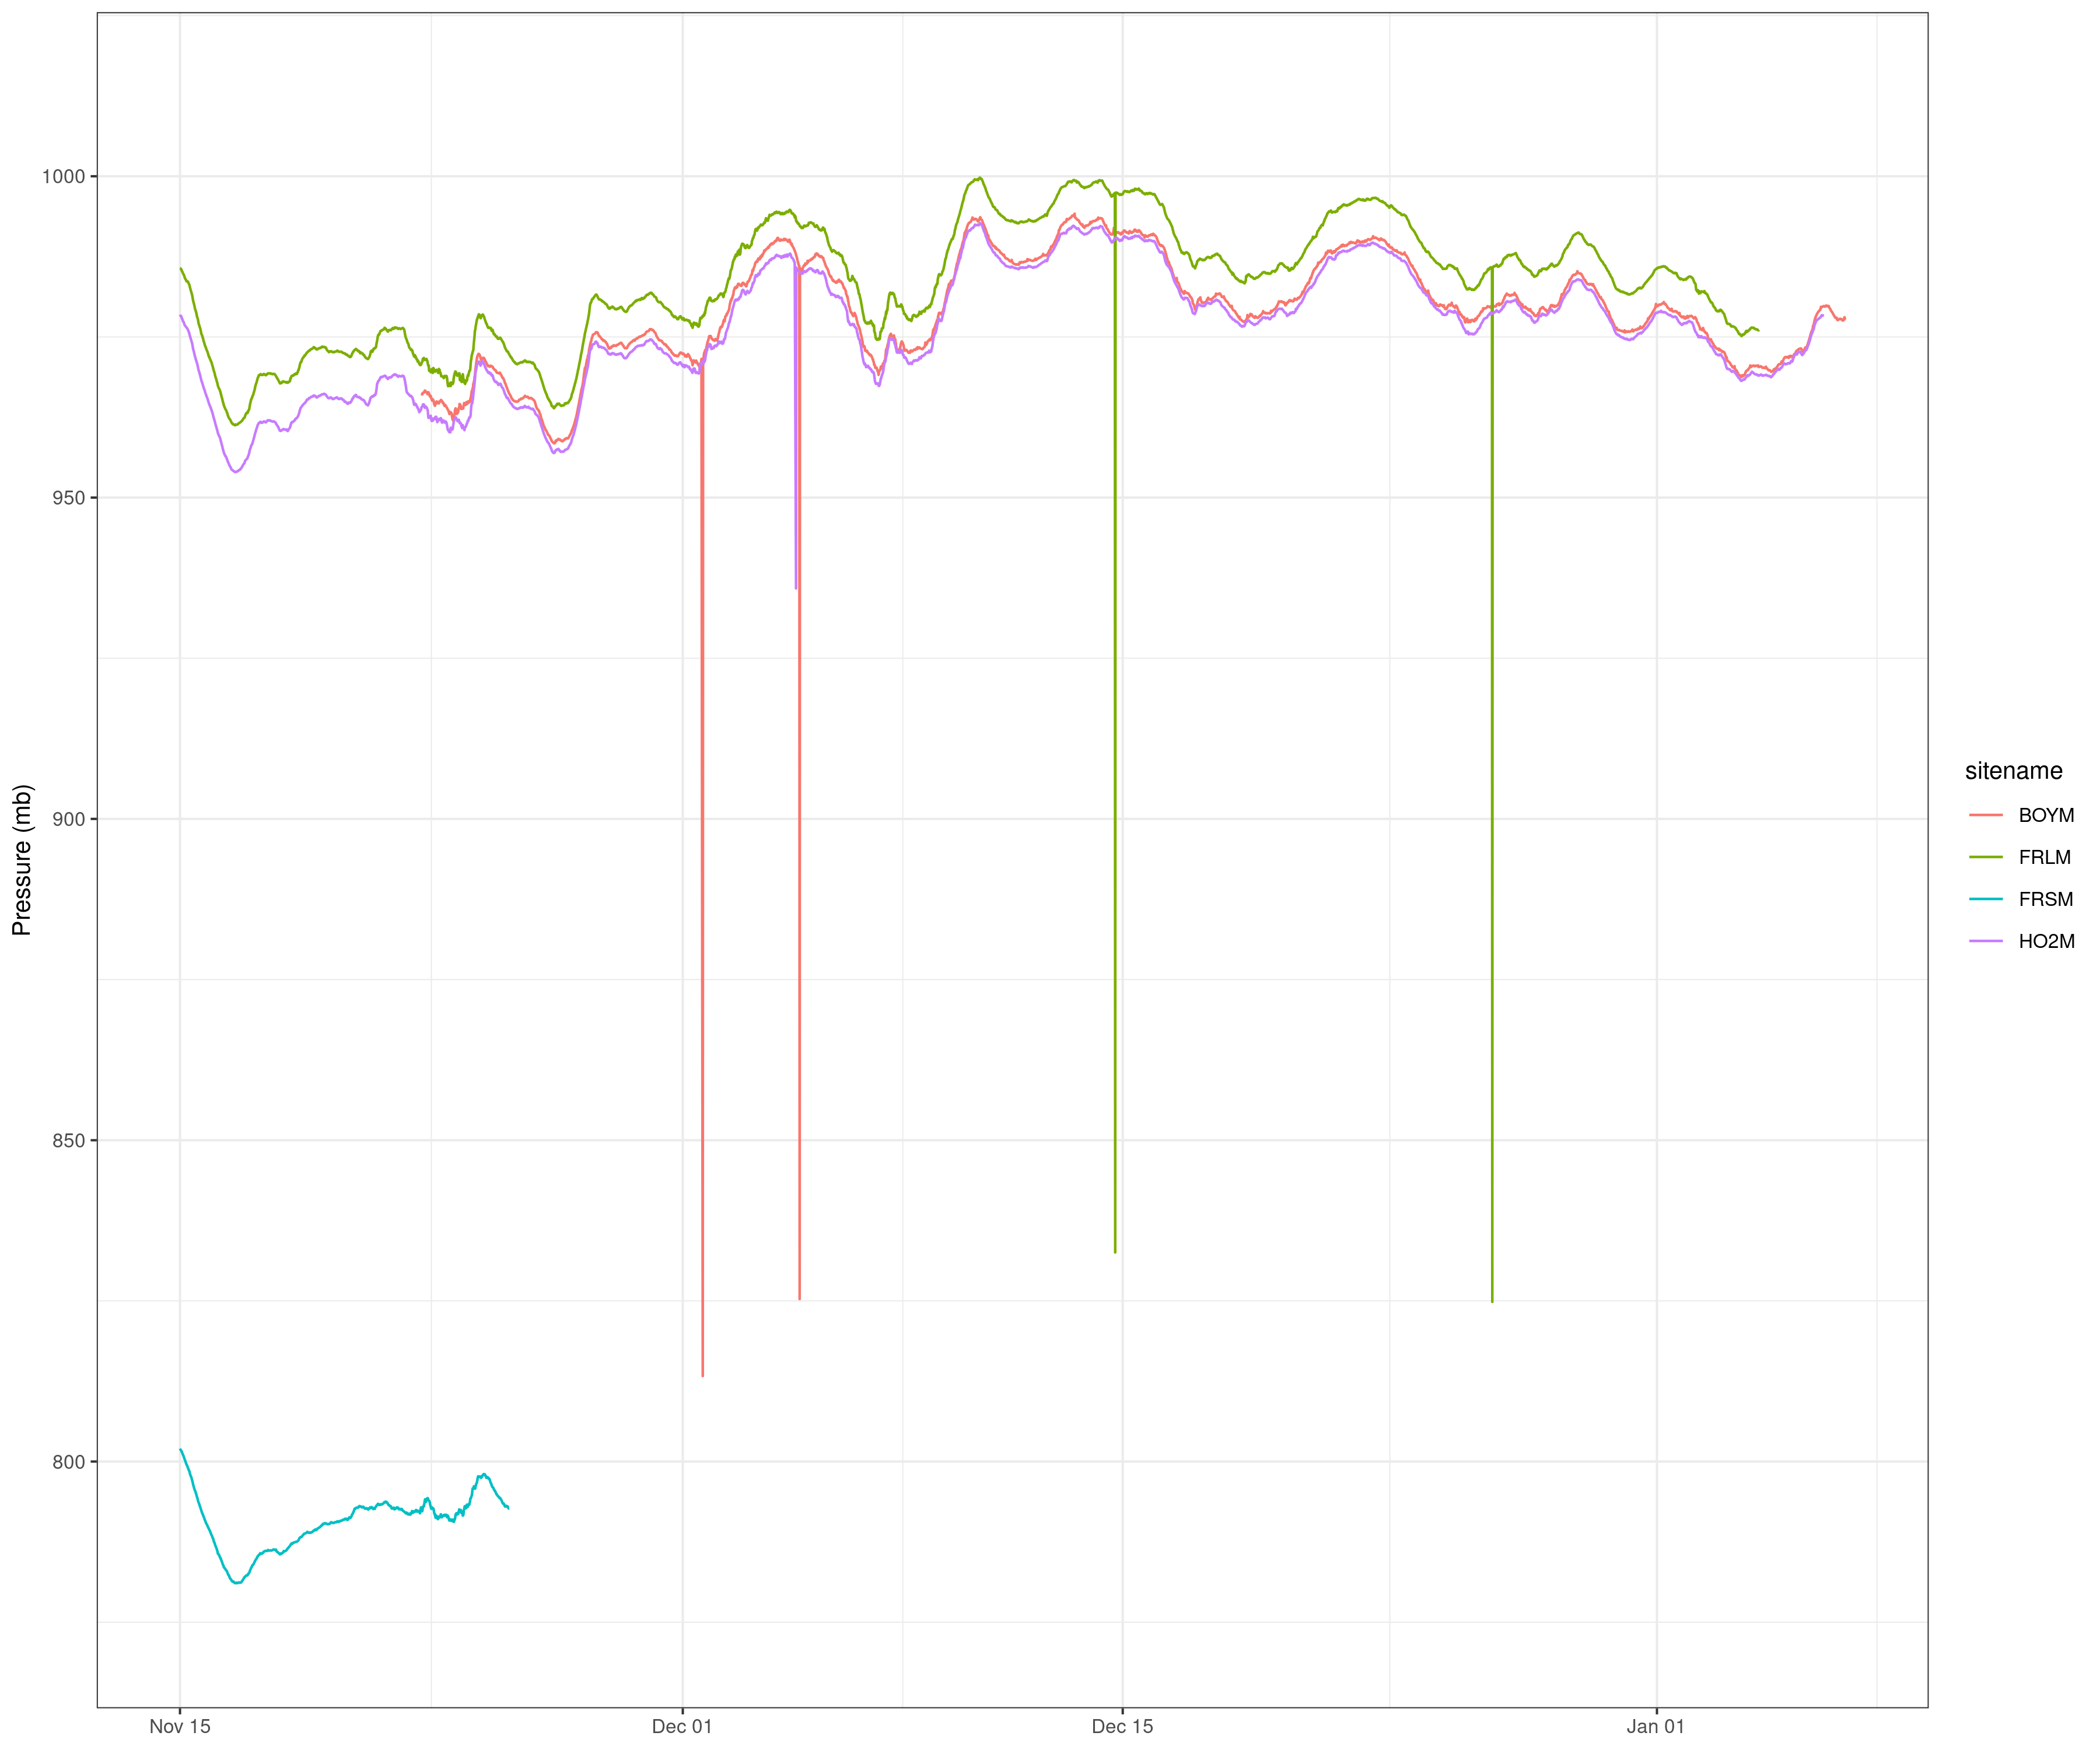 1000
950
900
850
800
Pressure (mb)
Nov 15
Dec 01
Dec 15
Jan 01
sitename
BOYM
FRLM
FRSM
HO2M